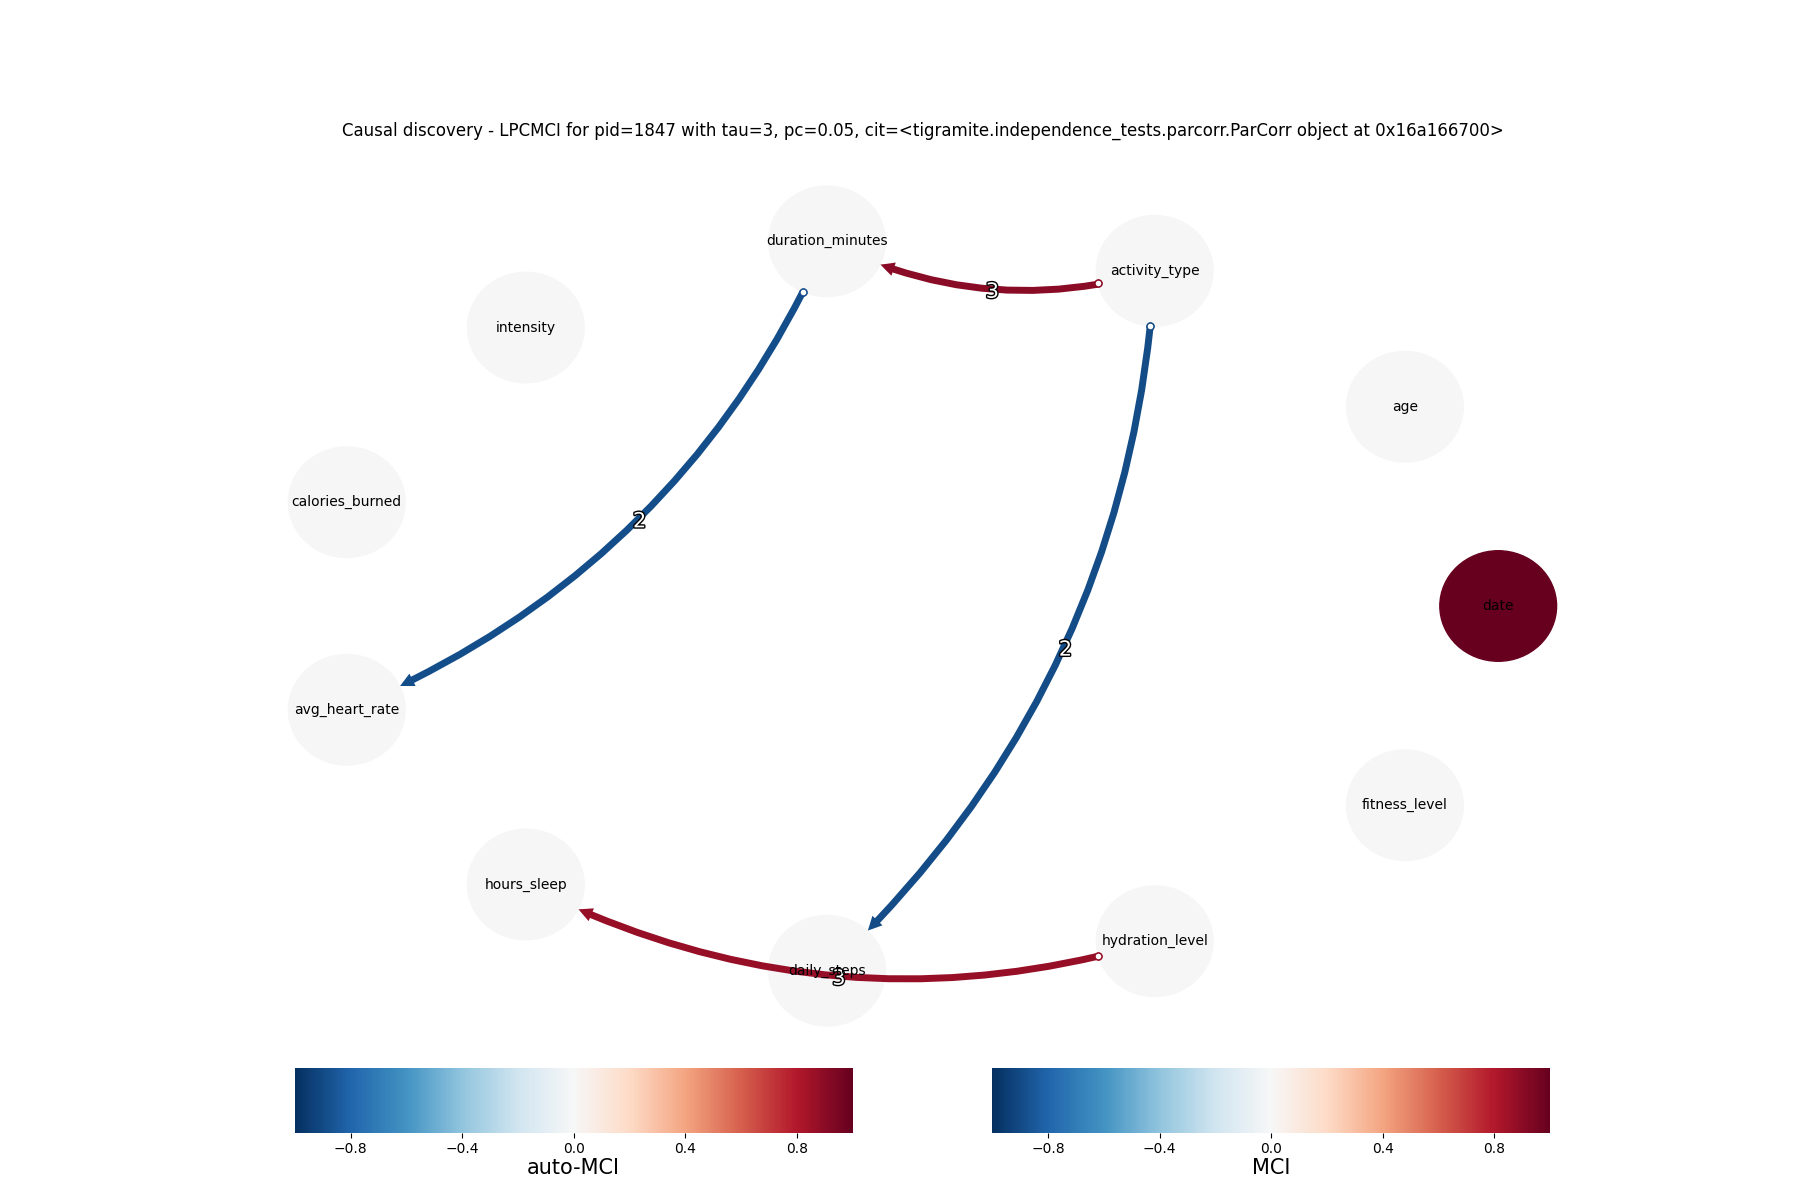 Causal discovery - LPCMCI for pid=1847 with tau=3, pc=0.05, cit=<tigramite.independence_tests.parcorr.ParCorr object at 0x16a166700>
duration_minutes
activity_type
3
intensity
age
calories_burned
2
date
2
avg_heart_rate
fitness_level
hours_sleep
hydration_level
daily_steps
3
−0.8 −0.4 0.0 0.4 0.8
auto-MCI
−0.8 −0.4 0.0 0.4 0.8
MCI